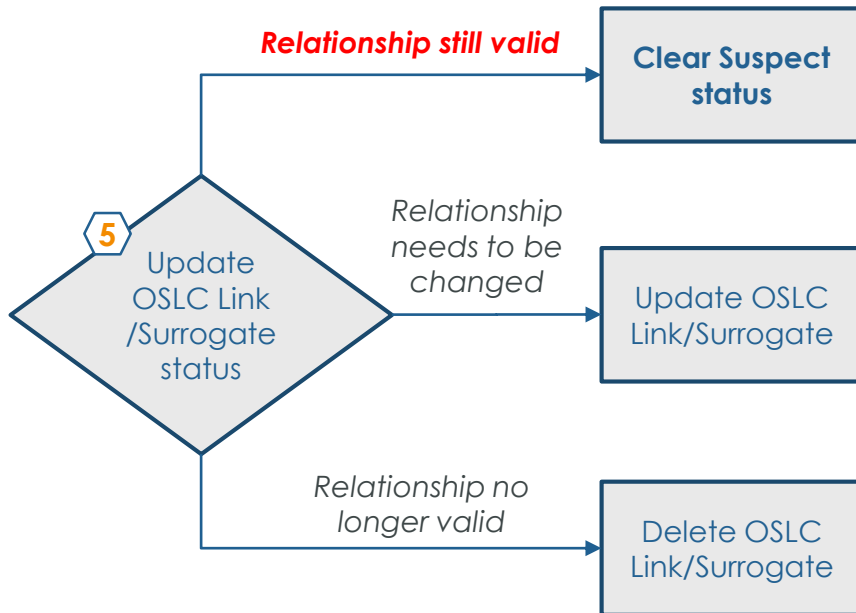 Relationship still valid
Clear Suspect
status
5
Update
OSLC Link
/Surrogate
status
Relationship
needs to be
changed
Update OSLC
Link/Surrogate
Relationship no
longer valid
Delete OSLC
Link/Surrogate